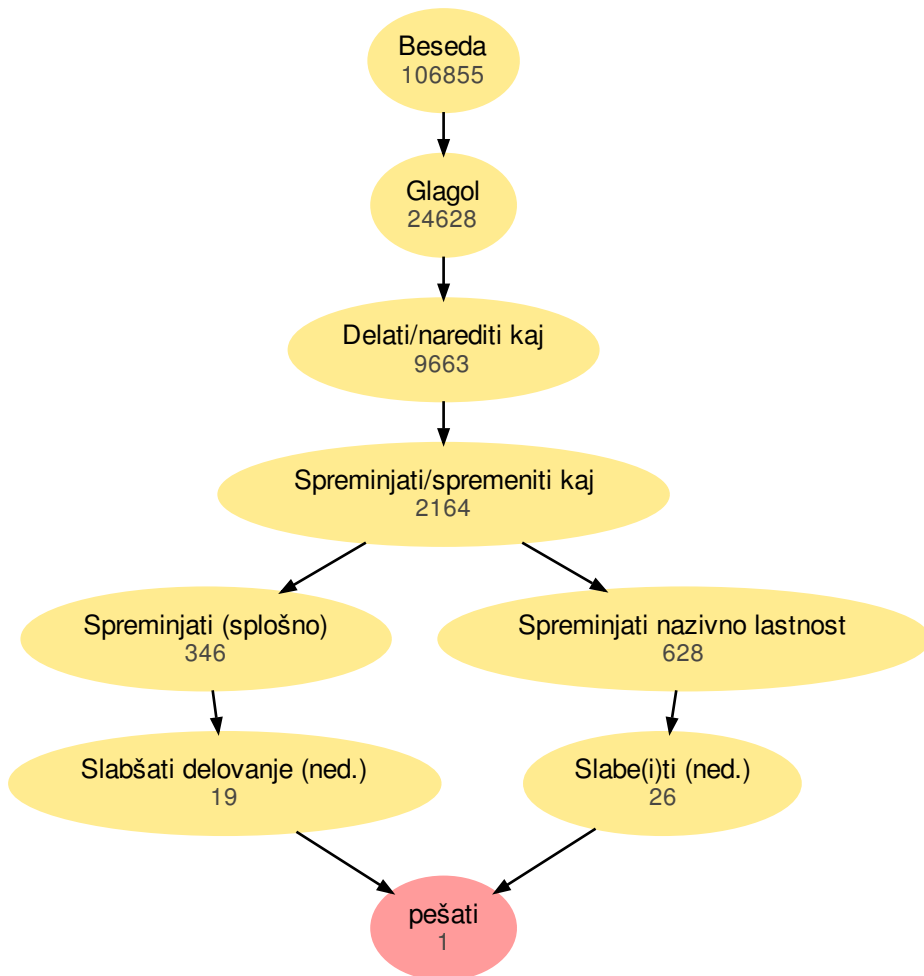 Beseda
106855
Glagol
24628
Delati/narediti kaj
9663
Spreminjati/spremeniti kaj
2164
Spreminjati (splošno)
346
Spreminjati nazivno lastnost
628
Slabšati delovanje (ned.)
19
Slabe(i)ti (ned.)
26
pešati
1